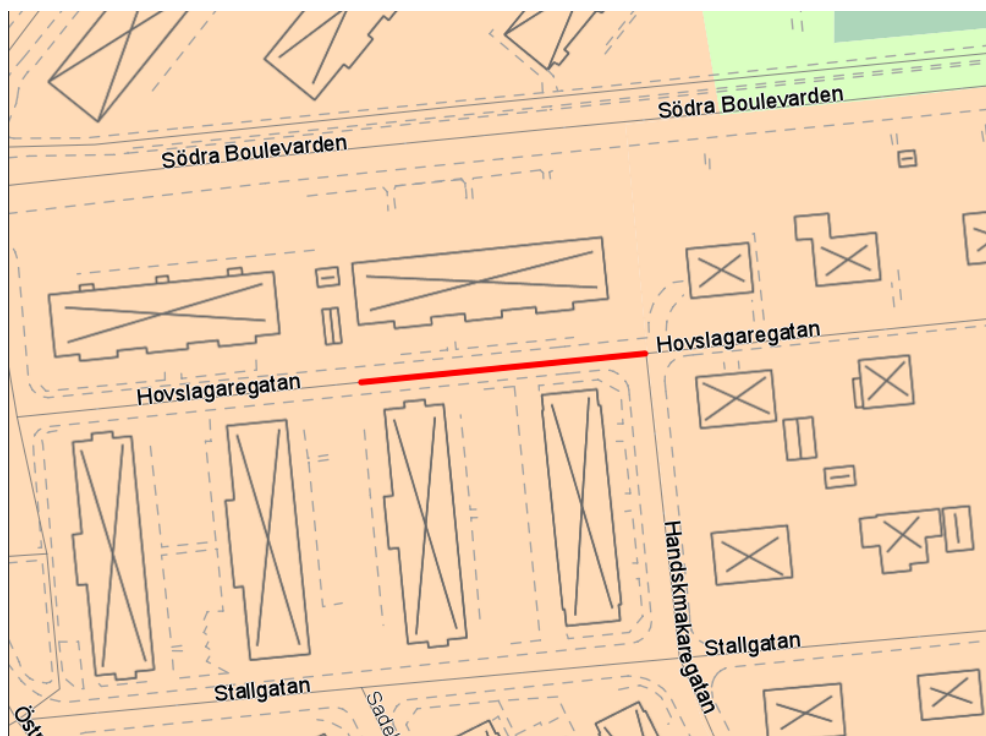 Södra Boulevarden
Södra Boulevarden
Hovslagaregatan
Hovslagaregatan
Handskmakaregatan
Stallgatan
Stallgatan